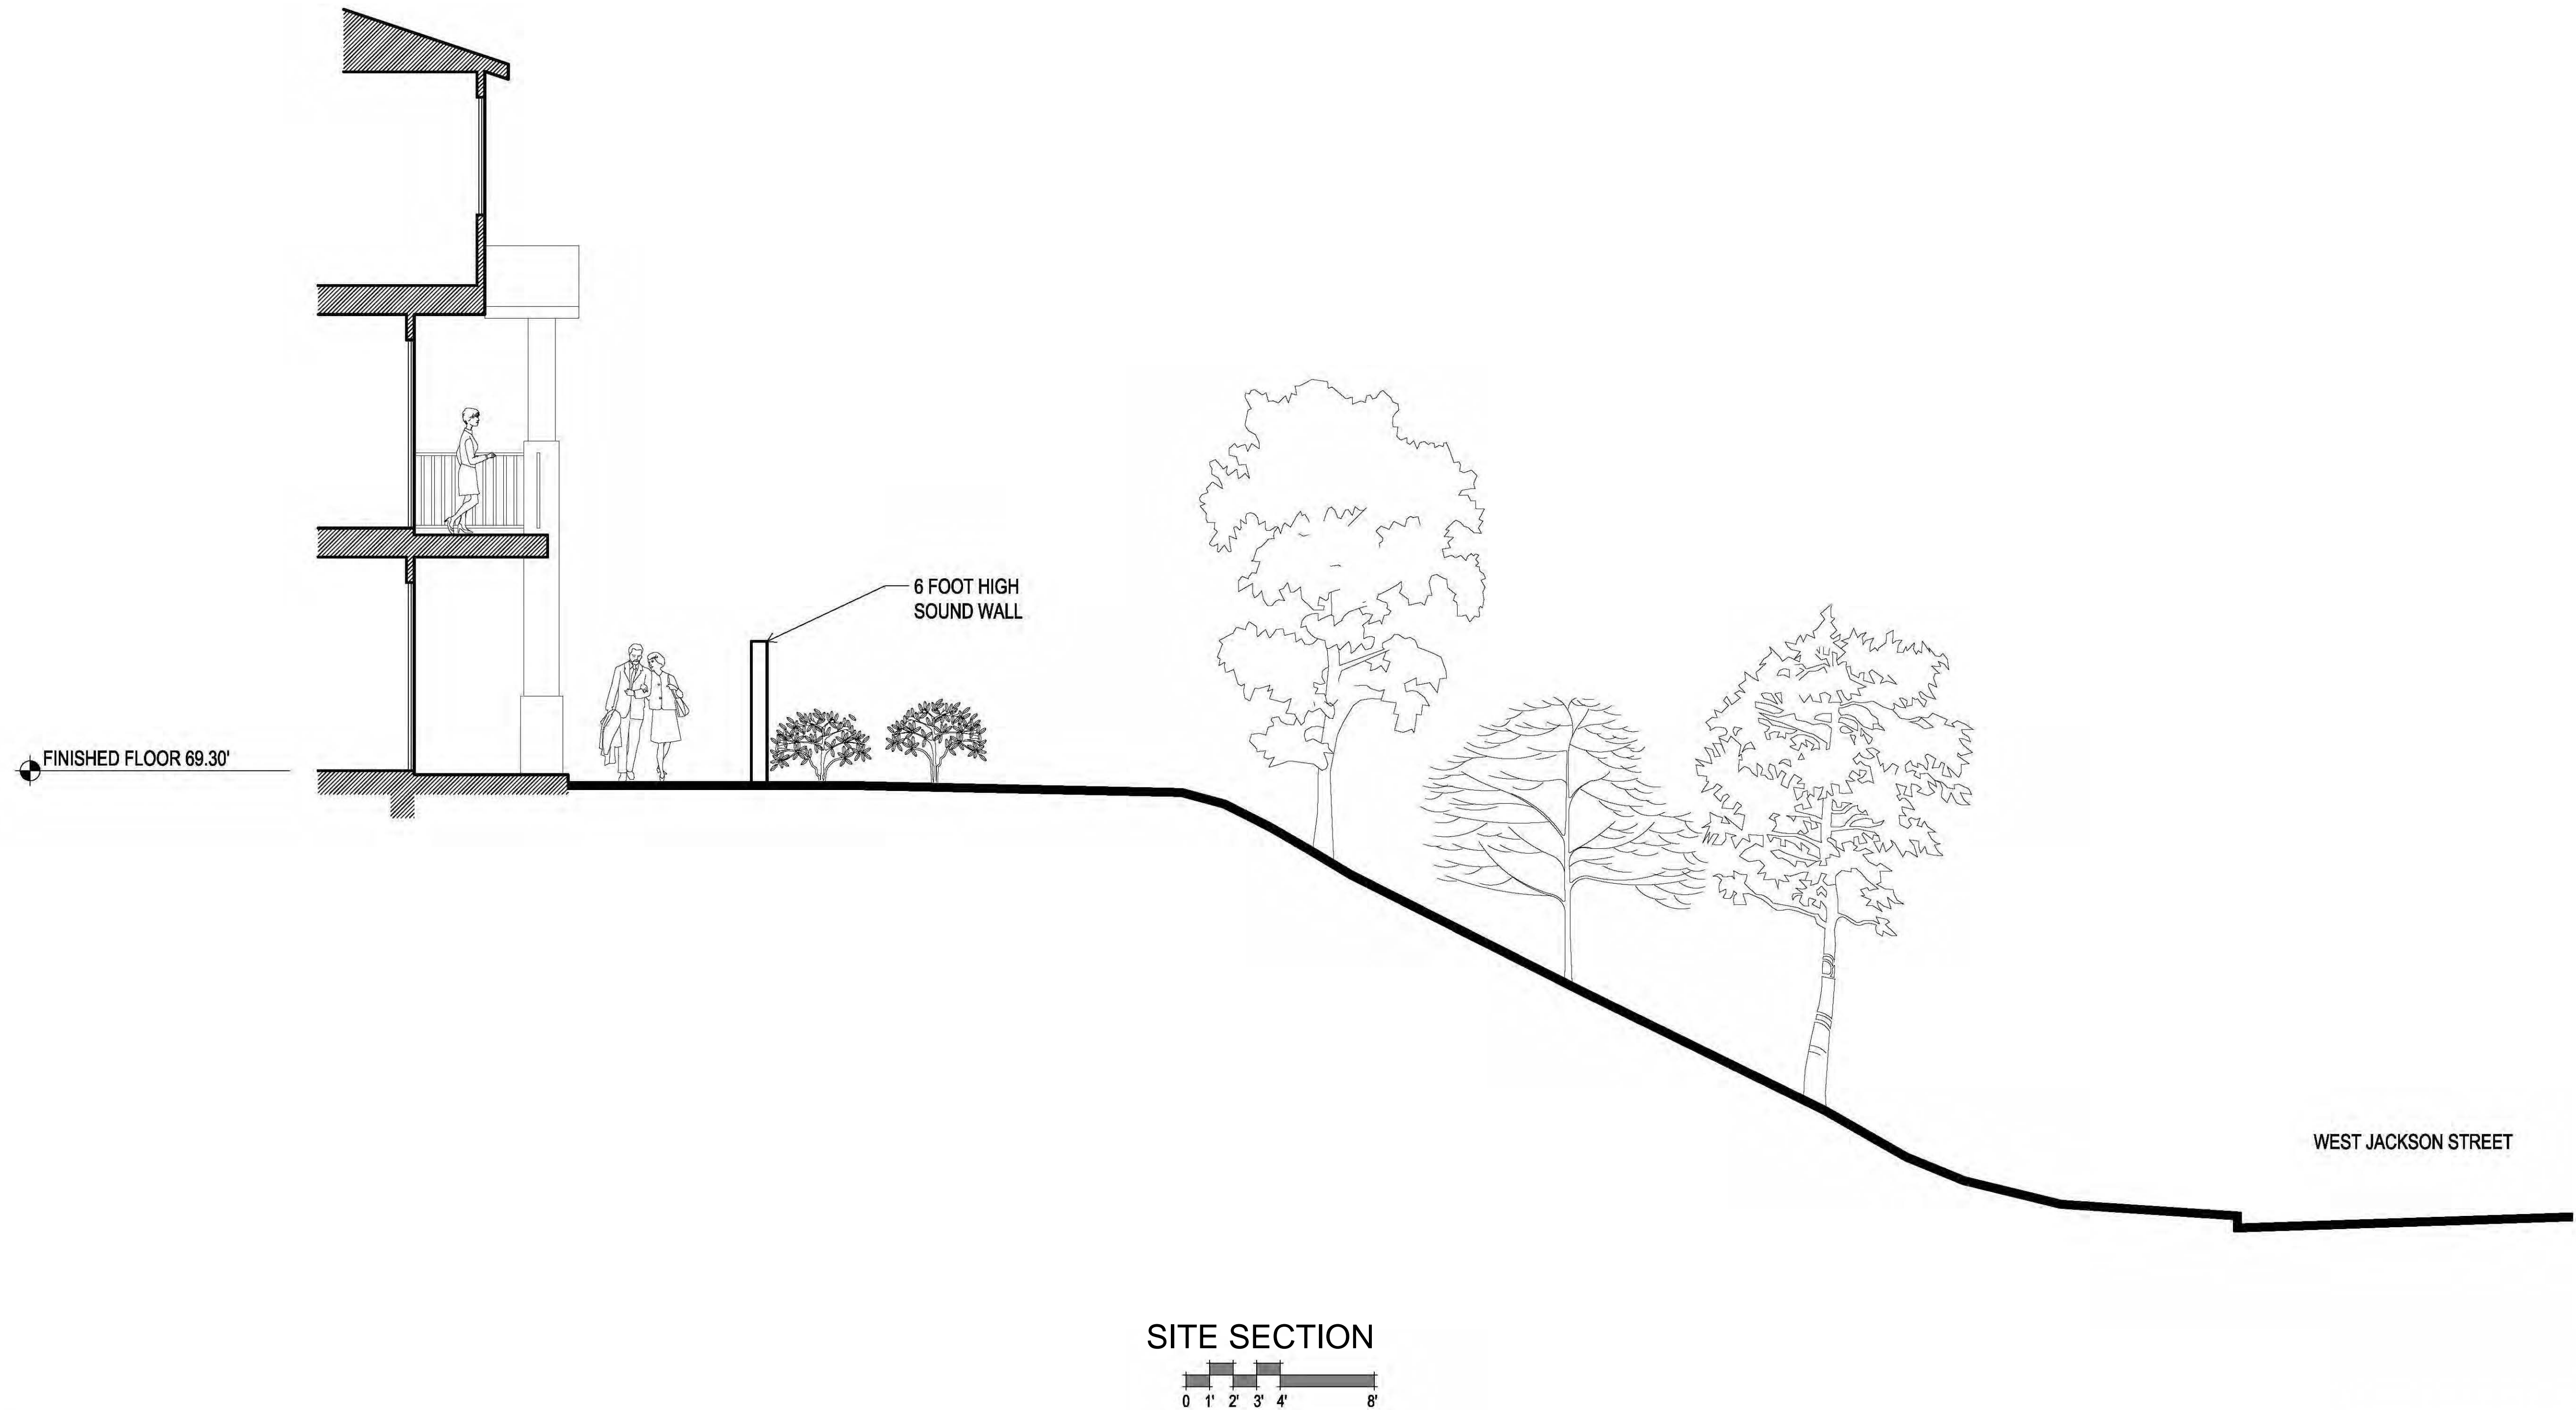 6 FOOT HIGH
SOUND WALL
FINISHED FLOOR 69.30'
WEST JACKSON STREET
SITE SECTION
0 1' 2' 3' 4' 8'